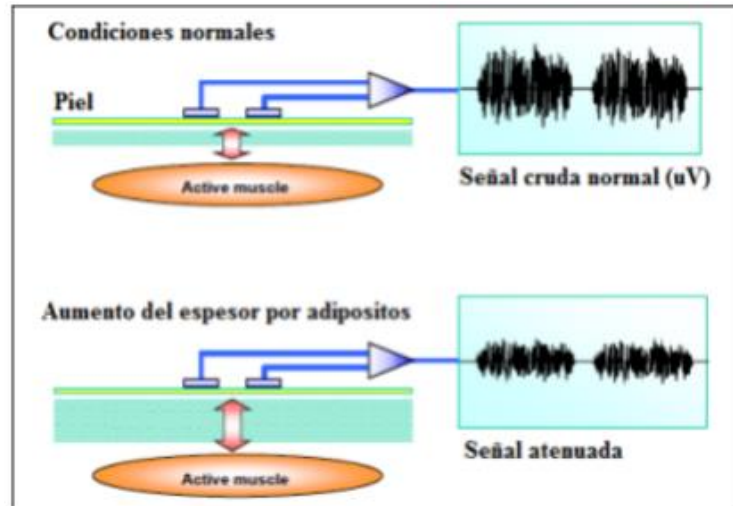 Condiciones normales
Piel
Active muscle
Señal cruda normal (uV)
Aumento del espesor por adipositos
Active muscle
Señal atenuada